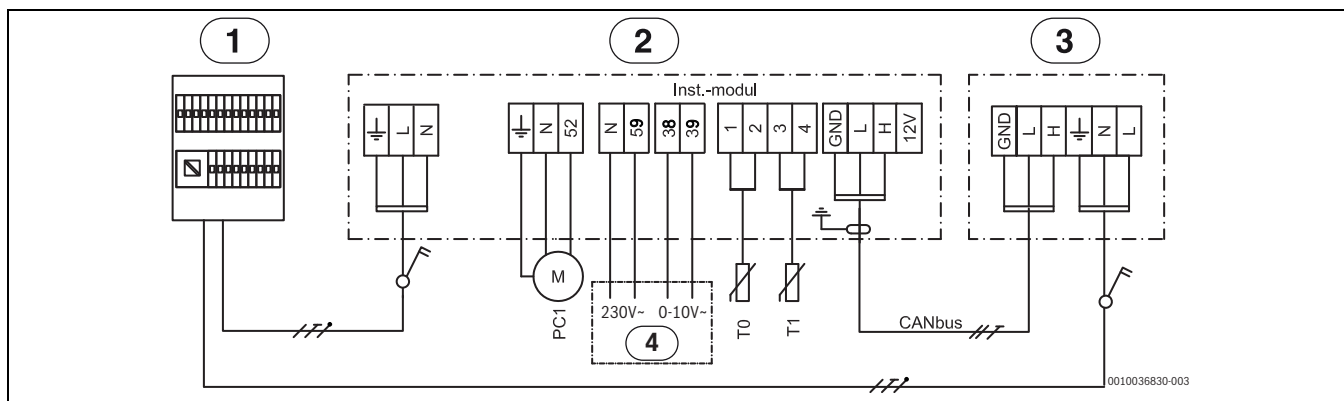 1
2
3
Inst.-modul
L
N
N
52
N
59
38
39
1
2
3
4
GND
L
H
12V
GND
L
H
N
L
M
PC1
230V~
0-10V~
4
T0
T1
CANbus
0010036830-003